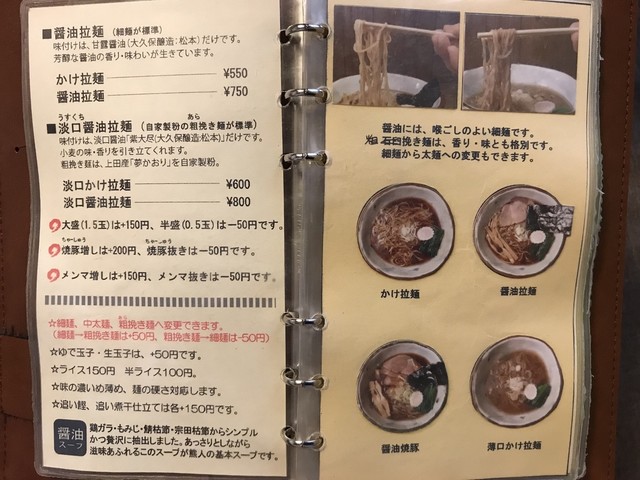 ■醤油拉麺 (細麺が標準)
味付けは、甘露醤油(大久保醸造:松本)だけです。
芳醇な醤油の香り・味わいが生きています。
かけ拉麺 ¥550
醤油拉麺 ¥750
うすくち あら
■淡口醤油拉麺 (自家製粉の粗挽き麺が標準)
味付けは、淡口醤油「紫大尽(大久保醸造:松本)」だけです。
小麦の味・香りを引き立てくれます。
粗挽き麺は、上田産「夢かおり」を自家製粉。
淡口かけ拉麺 ¥600
淡口醤油拉麺 ¥800
大盛(1.5玉)は+150円、半盛(0.5玉)は-50円です。
ちゃーしゅう ちゃーしゅう
焼豚増しは+200円、焼豚抜きは-50円です。
メンマ増しは+150円、メンマ抜きは-50円です。
☆細麺、中太麺、粗挽き麺へ変更できます。
(細麺→粗挽き麺は+50円、粗挽き麺→細麺は-50円)
☆ゆで玉子・生玉子は、+50円です。
☆ライス150円 半ライス100円。
☆味の濃いめ薄め、麺の硬さ対応します。
☆追い鰹、追い煮干仕立ては各+150円です。
醤油
スープ
鶏ガラ・もみじ・鯖枯節・宗田枯節からシンプル
かつ贅沢に抽出しました。あっさりとしながら
滋味あふれるこのスープが熊人の基本スープです。
醤油には、喉ごしのよい細麺です。
石臼挽き麺は、香り・味とも格別です。
細麺から太麺への変更もできます。
かけ拉麺
醤油拉麺
醤油焼豚
薄口かけ拉麺